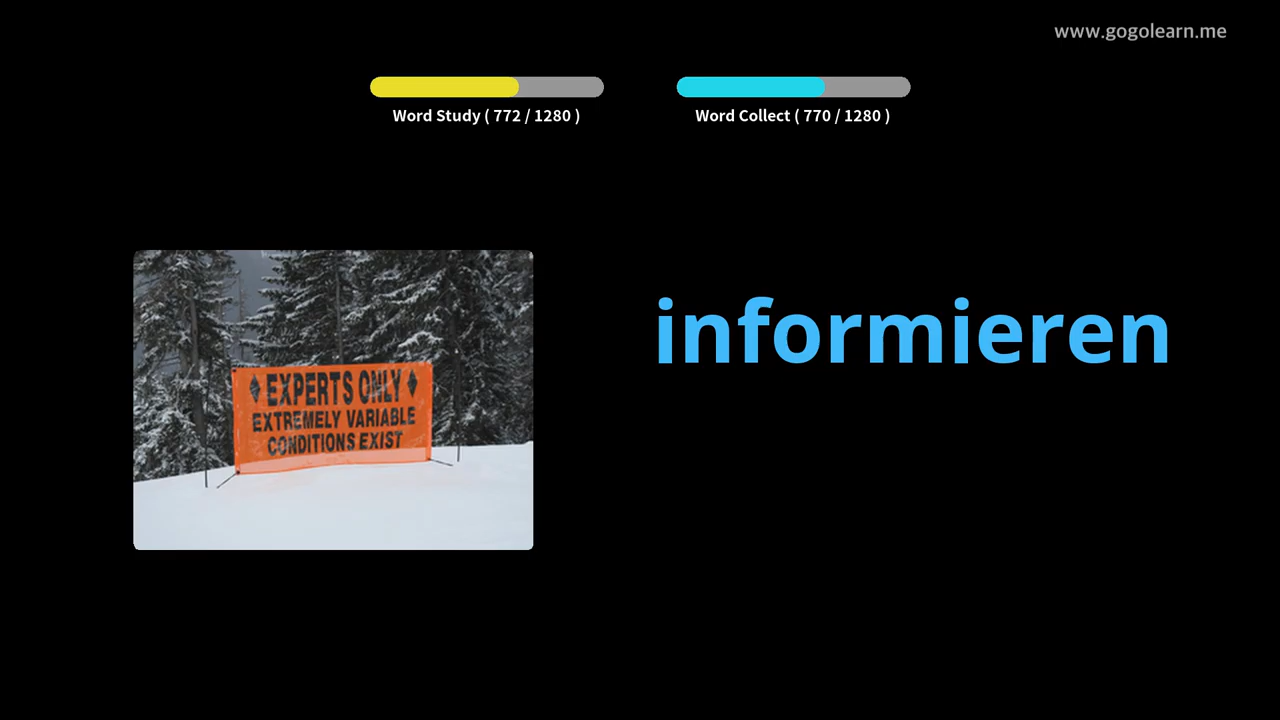 www.gogolearn.me
Word Study ( 772 / 1280 )
Word Collect ( 770 / 1280 )
informieren
EXPERTS ONLY
EXTREMELY VARIABLE
CONDITIONS EXIST